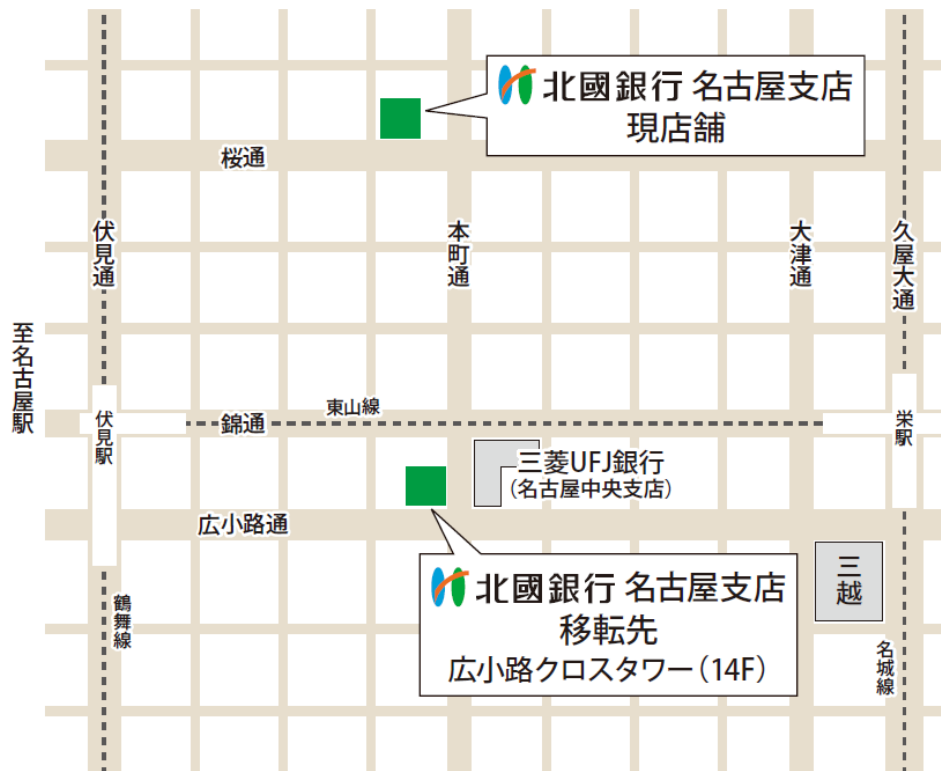 北國銀行 名古屋支店
現店舗
桜通
伏見通
本町通
大津通
久屋大通
至名古屋駅
東山線
伏見駅
錦通
栄駅
三菱UFJ銀行
（名古屋中央支店）
広小路通
北國銀行 名古屋支店
移転先
広小路クロスタワー（14F）
三越
鶴舞線
名城線